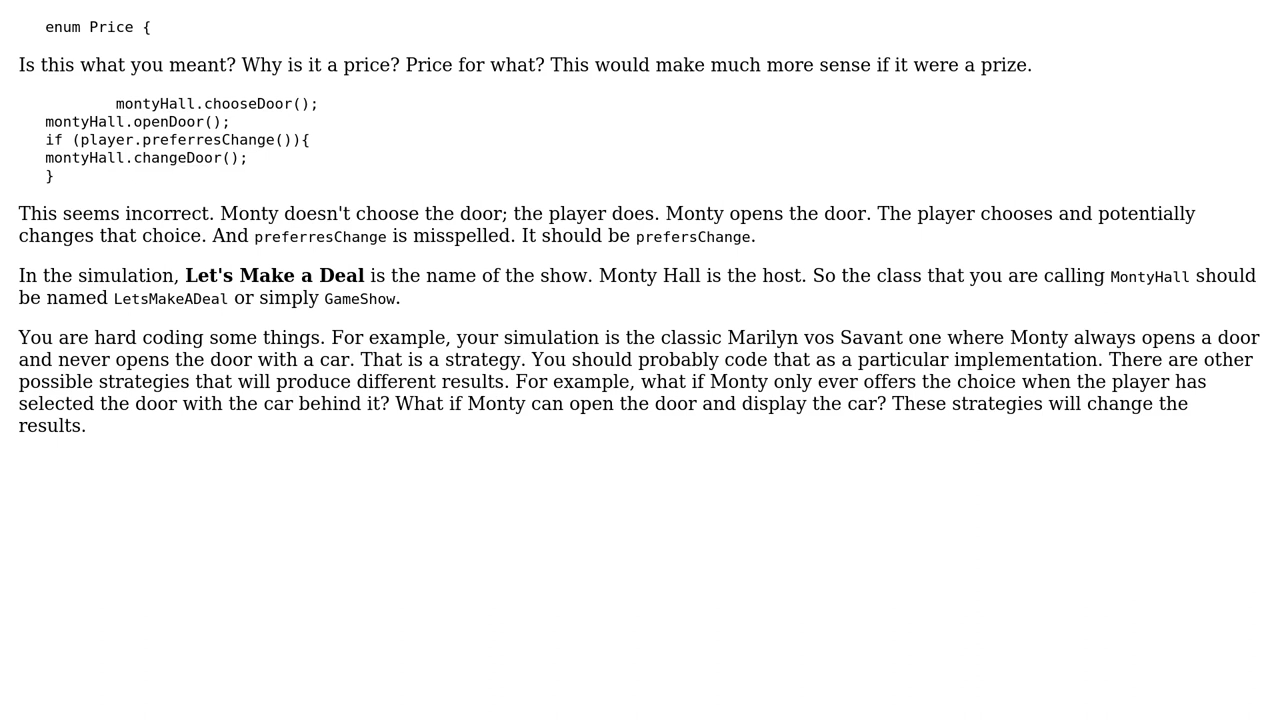 enum Price {
Is this what you meant? Why is it a price? Price for what? This would make much more sense if it were a prize.
montyHall.chooseDoor();
montyHall.openDoor();
if (player.preferresChange()){
montyHall.changeDoor();
}
This seems incorrect. Monty doesn't choose the door; the player does. Monty opens the door. The player chooses and potentially
changes that choice. And preferresChange is misspelled. It should be prefersChange.
In the simulation, Let's Make a Deal is the name of the show. Monty Hall is the host. So the class that you are calling MontyHall should
be named LetsMakeADeal or simply GameShow.
You are hard coding some things. For example, your simulation is the classic Marilyn vos Savant one where Monty always opens a door
and never opens the door with a car. That is a strategy. You should probably code that as a particular implementation. There are other
possible strategies that will produce different results. For example, what if Monty only ever offers the choice when the player has
selected the door with the car behind it? What if Monty can open the door and display the car? These strategies will change the
results.